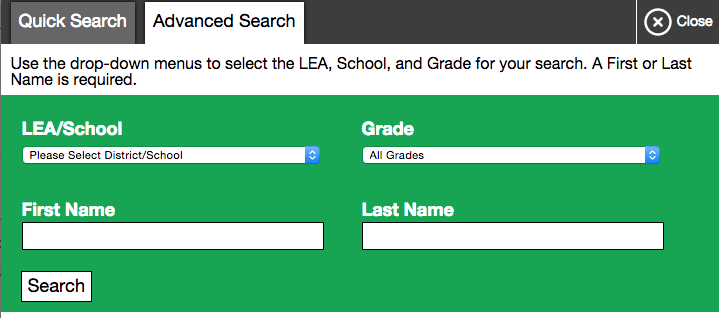 Quick Search
Advanced Search
Close
Use the drop-down menus to select the LEA, School, and Grade for your search. A First or Last
Name is required.
LEA/School
Grade
Please Select District/School
All Grades
First Name
Last Name
Search